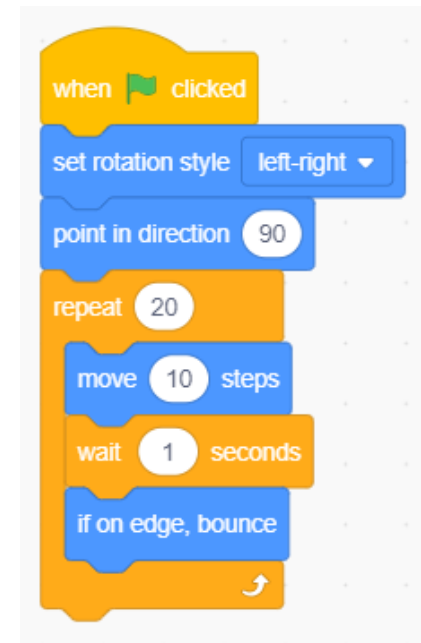 when clicked
set rotation style left-right
point in direction 90
repeat 20
move 10 steps
wait 1 seconds
if on edge, bounce